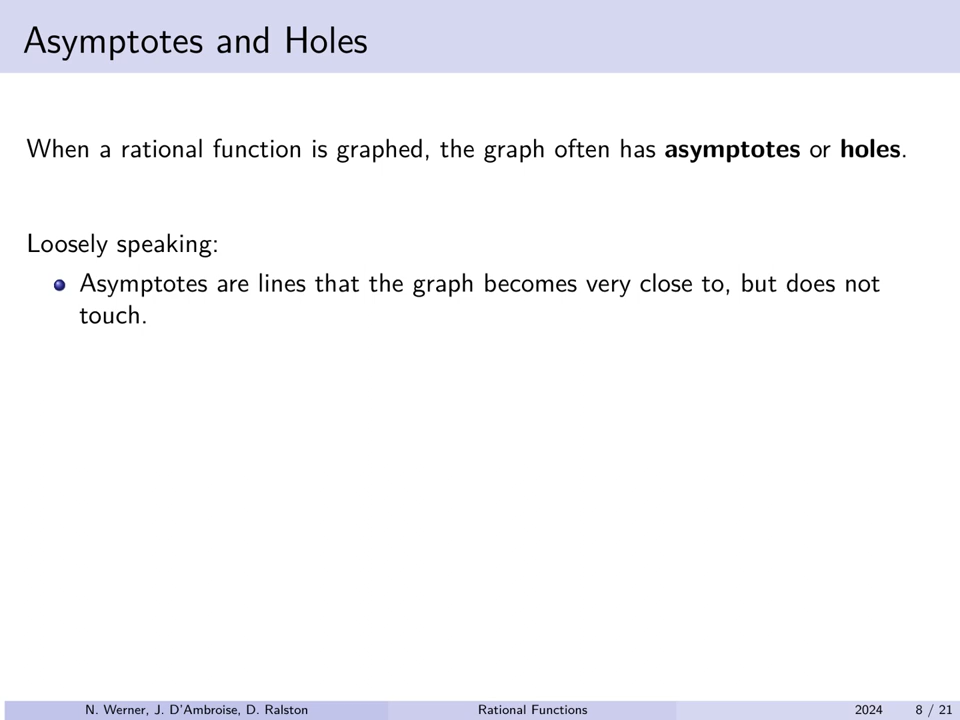 Asymptotes and Holes
When a rational function is graphed, the graph often has asymptotes or holes.
Loosely speaking:
Asymptotes are lines that the graph becomes very close to, but does not
touch.
N. Werner, J. D'Ambroise, D. Ralston Rational Functions 2024 8 / 21